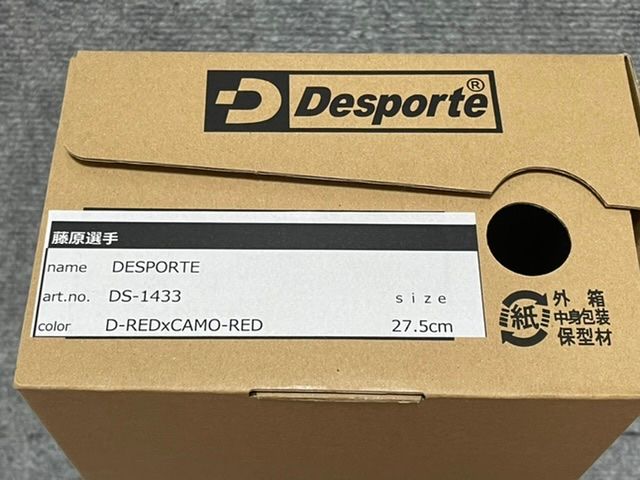 Desporte®
藤原選手
name DESPORTE
art.no. DS-1433 size
color D-REDxCAMO-RED 27.5cm
紙
外箱
中身包装
保型材